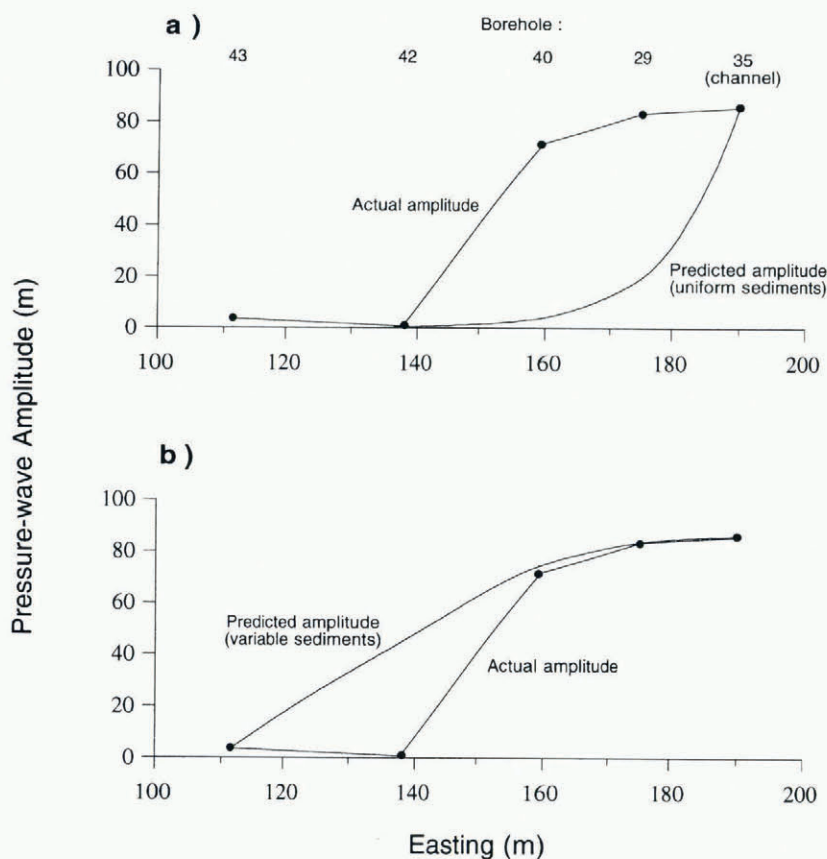 a )
Borehole :
43 42 40 29 35
(channel)
100
80
60
40
20
0
Actual amplitude
Predicted amplitude
(uniform sediments)
100 120 140 160 180 200
Pressure-wave Amplitude (m)
b )
100
80
60
40
20
0
Predicted amplitude
(variable sediments)
Actual amplitude
100 120 140 160 180 200
Easting (m)